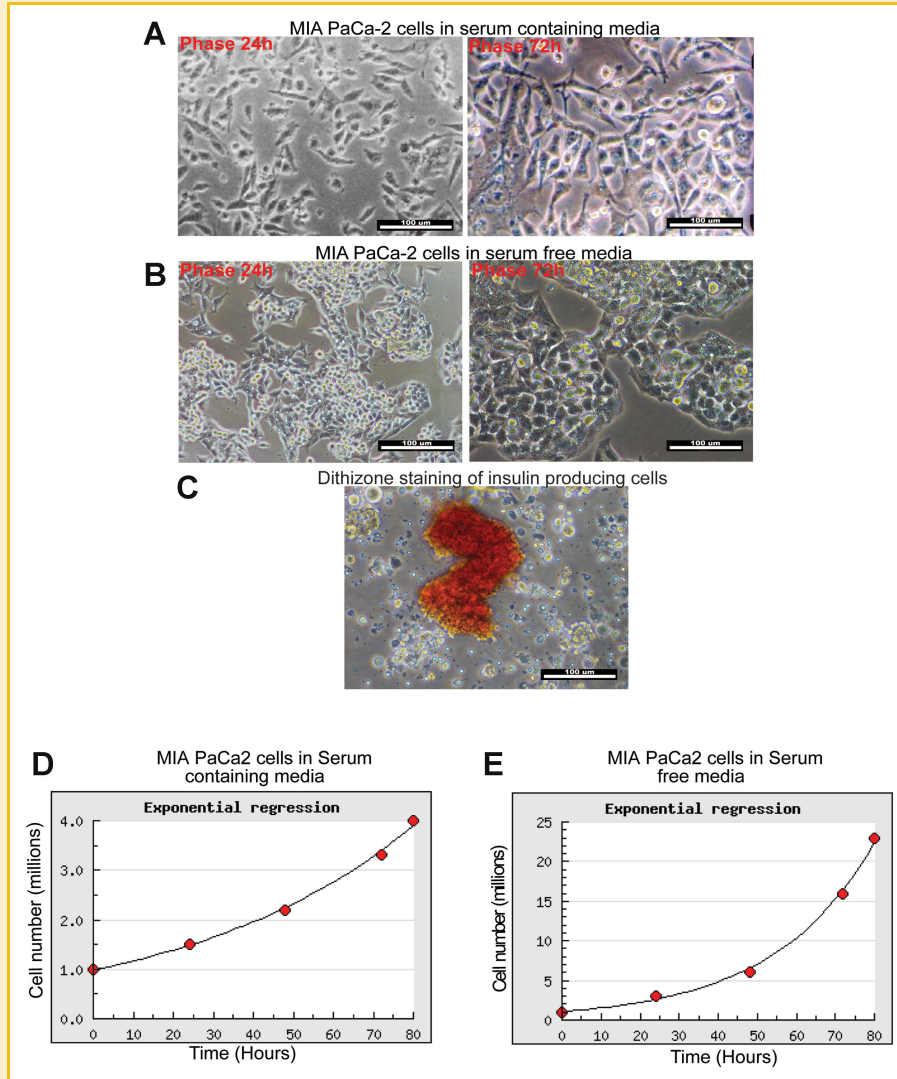 A
MIA PaCa-2 cells in serum containing media
Phase 24h
Phase 72h
100 um
100 um
B
MIA PaCa-2 cells in serum free media
Phase 24h
Phase 72h
100 um
100 um
C
Dithizone staining of insulin producing cells
100 um
D
MIA PaCa2 cells in Serum
containing media
Exponential regression
Cell number (millions)
4.0
3.0
2.0
1.0
0.0
0 10 20 30 40 50 60 70 80
Time (Hours)
E
MIA PaCa2 cells in Serum
free media
Exponential regression
Cell number (millions)
25
20
15
10
5
0
0 10 20 30 40 50 60 70 80
Time (Hours)